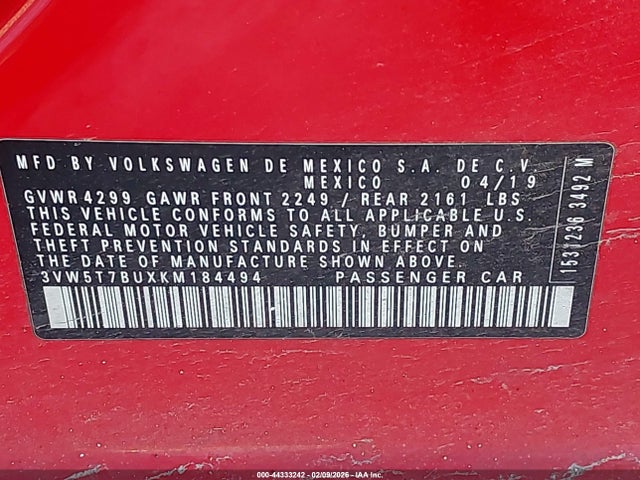 MFD BY VOLKSWAGEN DE MEXICO S.A. DE C.V.
MEXICO 04/19
GVWR 4299 GAWR FRONT 2249 / REAR 2161 LBS
THIS VEHICLE CONFORMS TO ALL APPLICABLE U.S.
FEDERAL MOTOR VEHICLE SAFETY, BUMPER AND
THEFT PREVENTION STANDARDS IN EFFECT ON
THE DATE OF MANUFACTURE SHOWN ABOVE.
3VW5T7BUXKM184494 PASSENGER CAR
1531236 3492 M
000-44333242 - 02/09/2026 - IAA Inc.